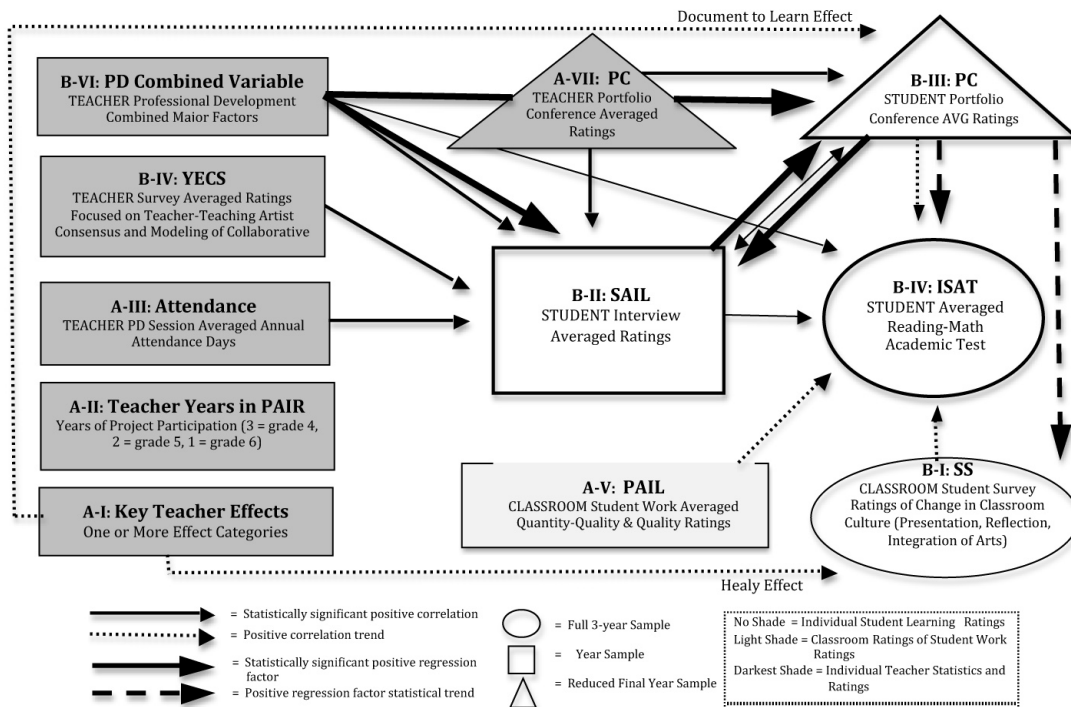 Document to Learn Effect
B-VI: PD Combined Variable
TEACHER Professional Development
Combined Maior Factors
A-VII: PC
TEACHER Portfolio
Conference Averaged
Ratings
B-III: PC
STUDENT Portfolio
Conference AVG Ratings
B-IV: YECS
TEACHER Survey Averaged Ratings
Focused on Teacher-Teaching Artist
Consensus and Modeling of Collaborative
B-II: SAIL
STUDENT Interview
Averaged Ratings
B-IV: ISAT
STUDENT Averaged
Reading-Math
Academic Test
A-III: Attendance
TEACHER PD Session Averaged Annual
Attendance Days
A-II: Teacher Years in PAIR
Years of Project Participation (3 = grade 4,
2 = grade 5, 1 = grade 6)
A-I: Key Teacher Effects
One or More Effect Categories
A-V: PAIL
CLASSROOM Student Work Averaged
Quantity-Quality & Quality Ratings
B-I: SS
CLASSROOM Student Survey
Ratings of Change in Classroom
Culture (Presentation, Reflection,
Integration of Arts)
Healy Effect
= Statistically significant positive correlation
= Positive correlation trend
= Statistically significant positive regression
factor
= Positive regression factor statistical trend
= Full 3-year Sample
= Year Sample
= Reduced Final Year Sample
No Shade = Individual Student Learning Ratings
Light Shade = Classroom Ratings of Student Work
Ratings
Darkest Shade = Individual Teacher Statistics and
Ratings